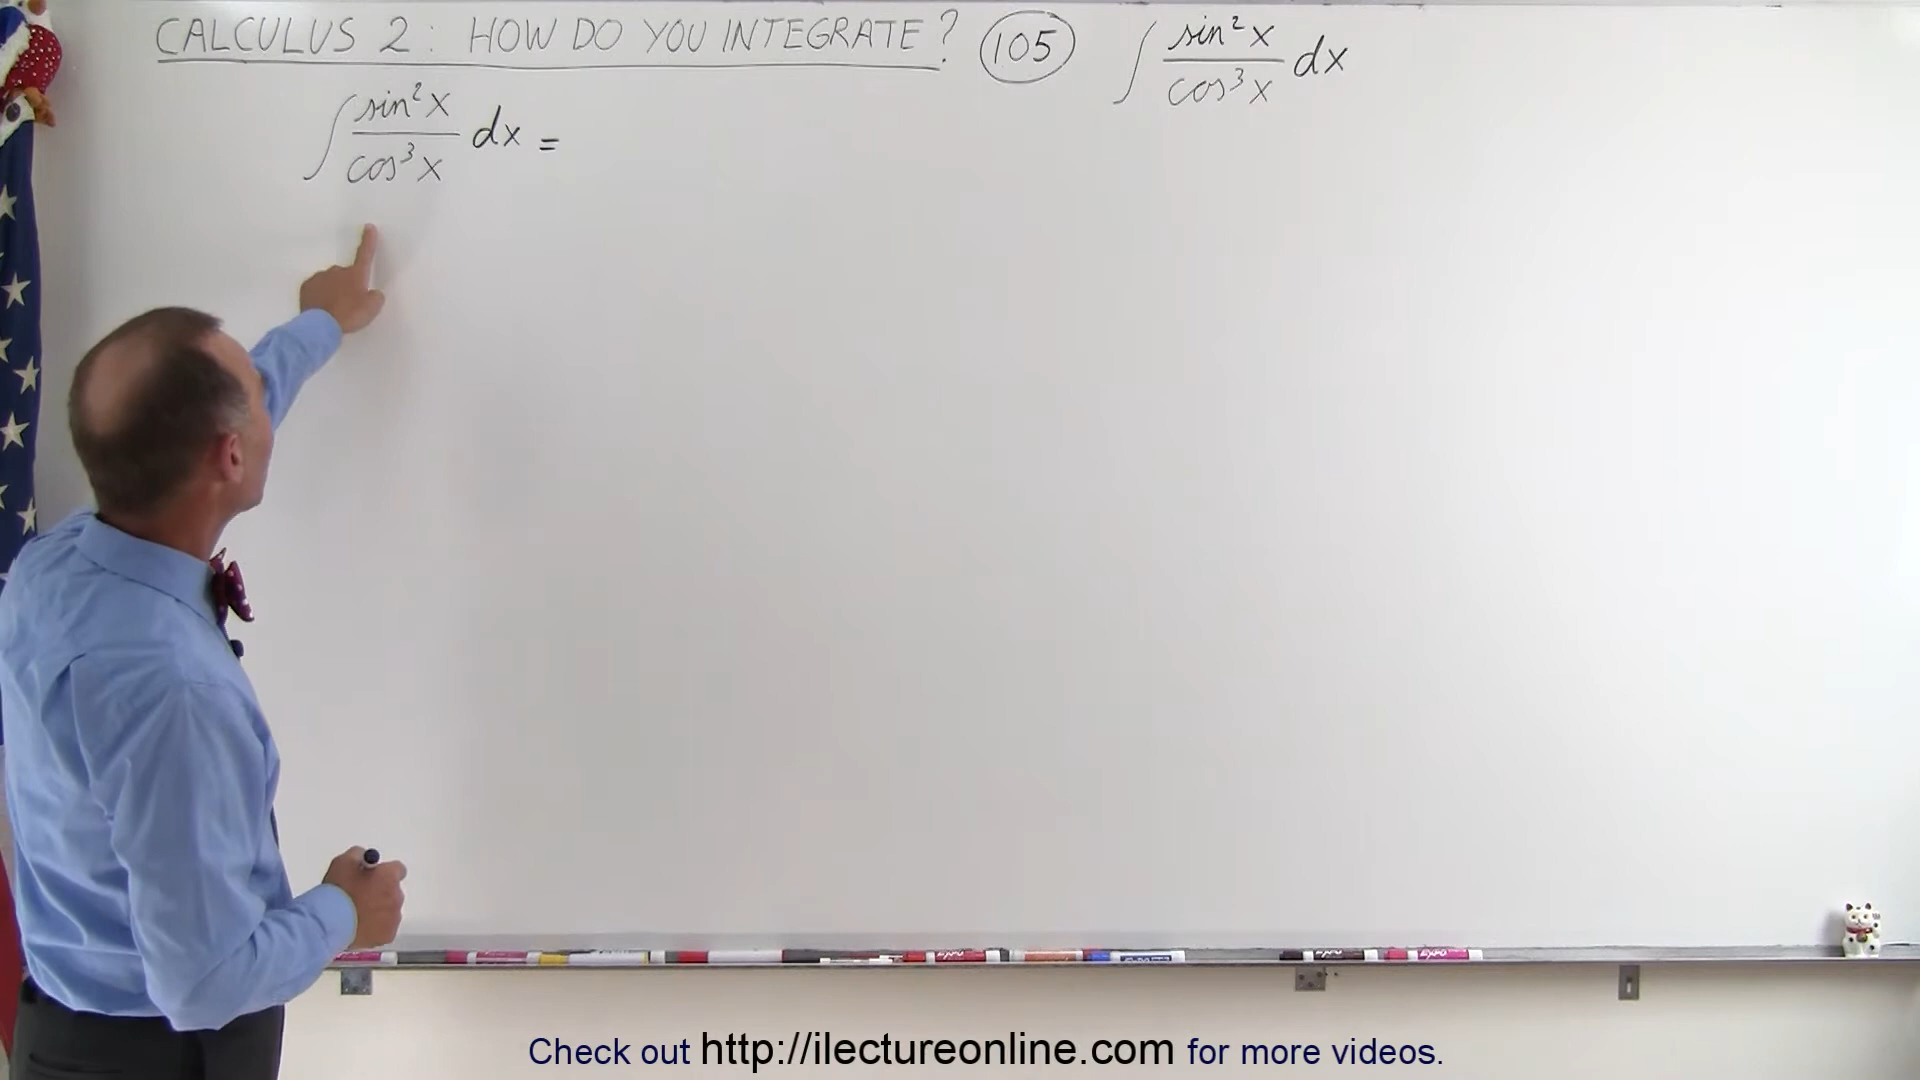 CALCULUS 2: HOW DO YOU INTEGRATE? 105 ∫ sin²x/cos³x dx
∫ sin²x/cos³x dx =
Check out http://ilectureonline.com for more videos.